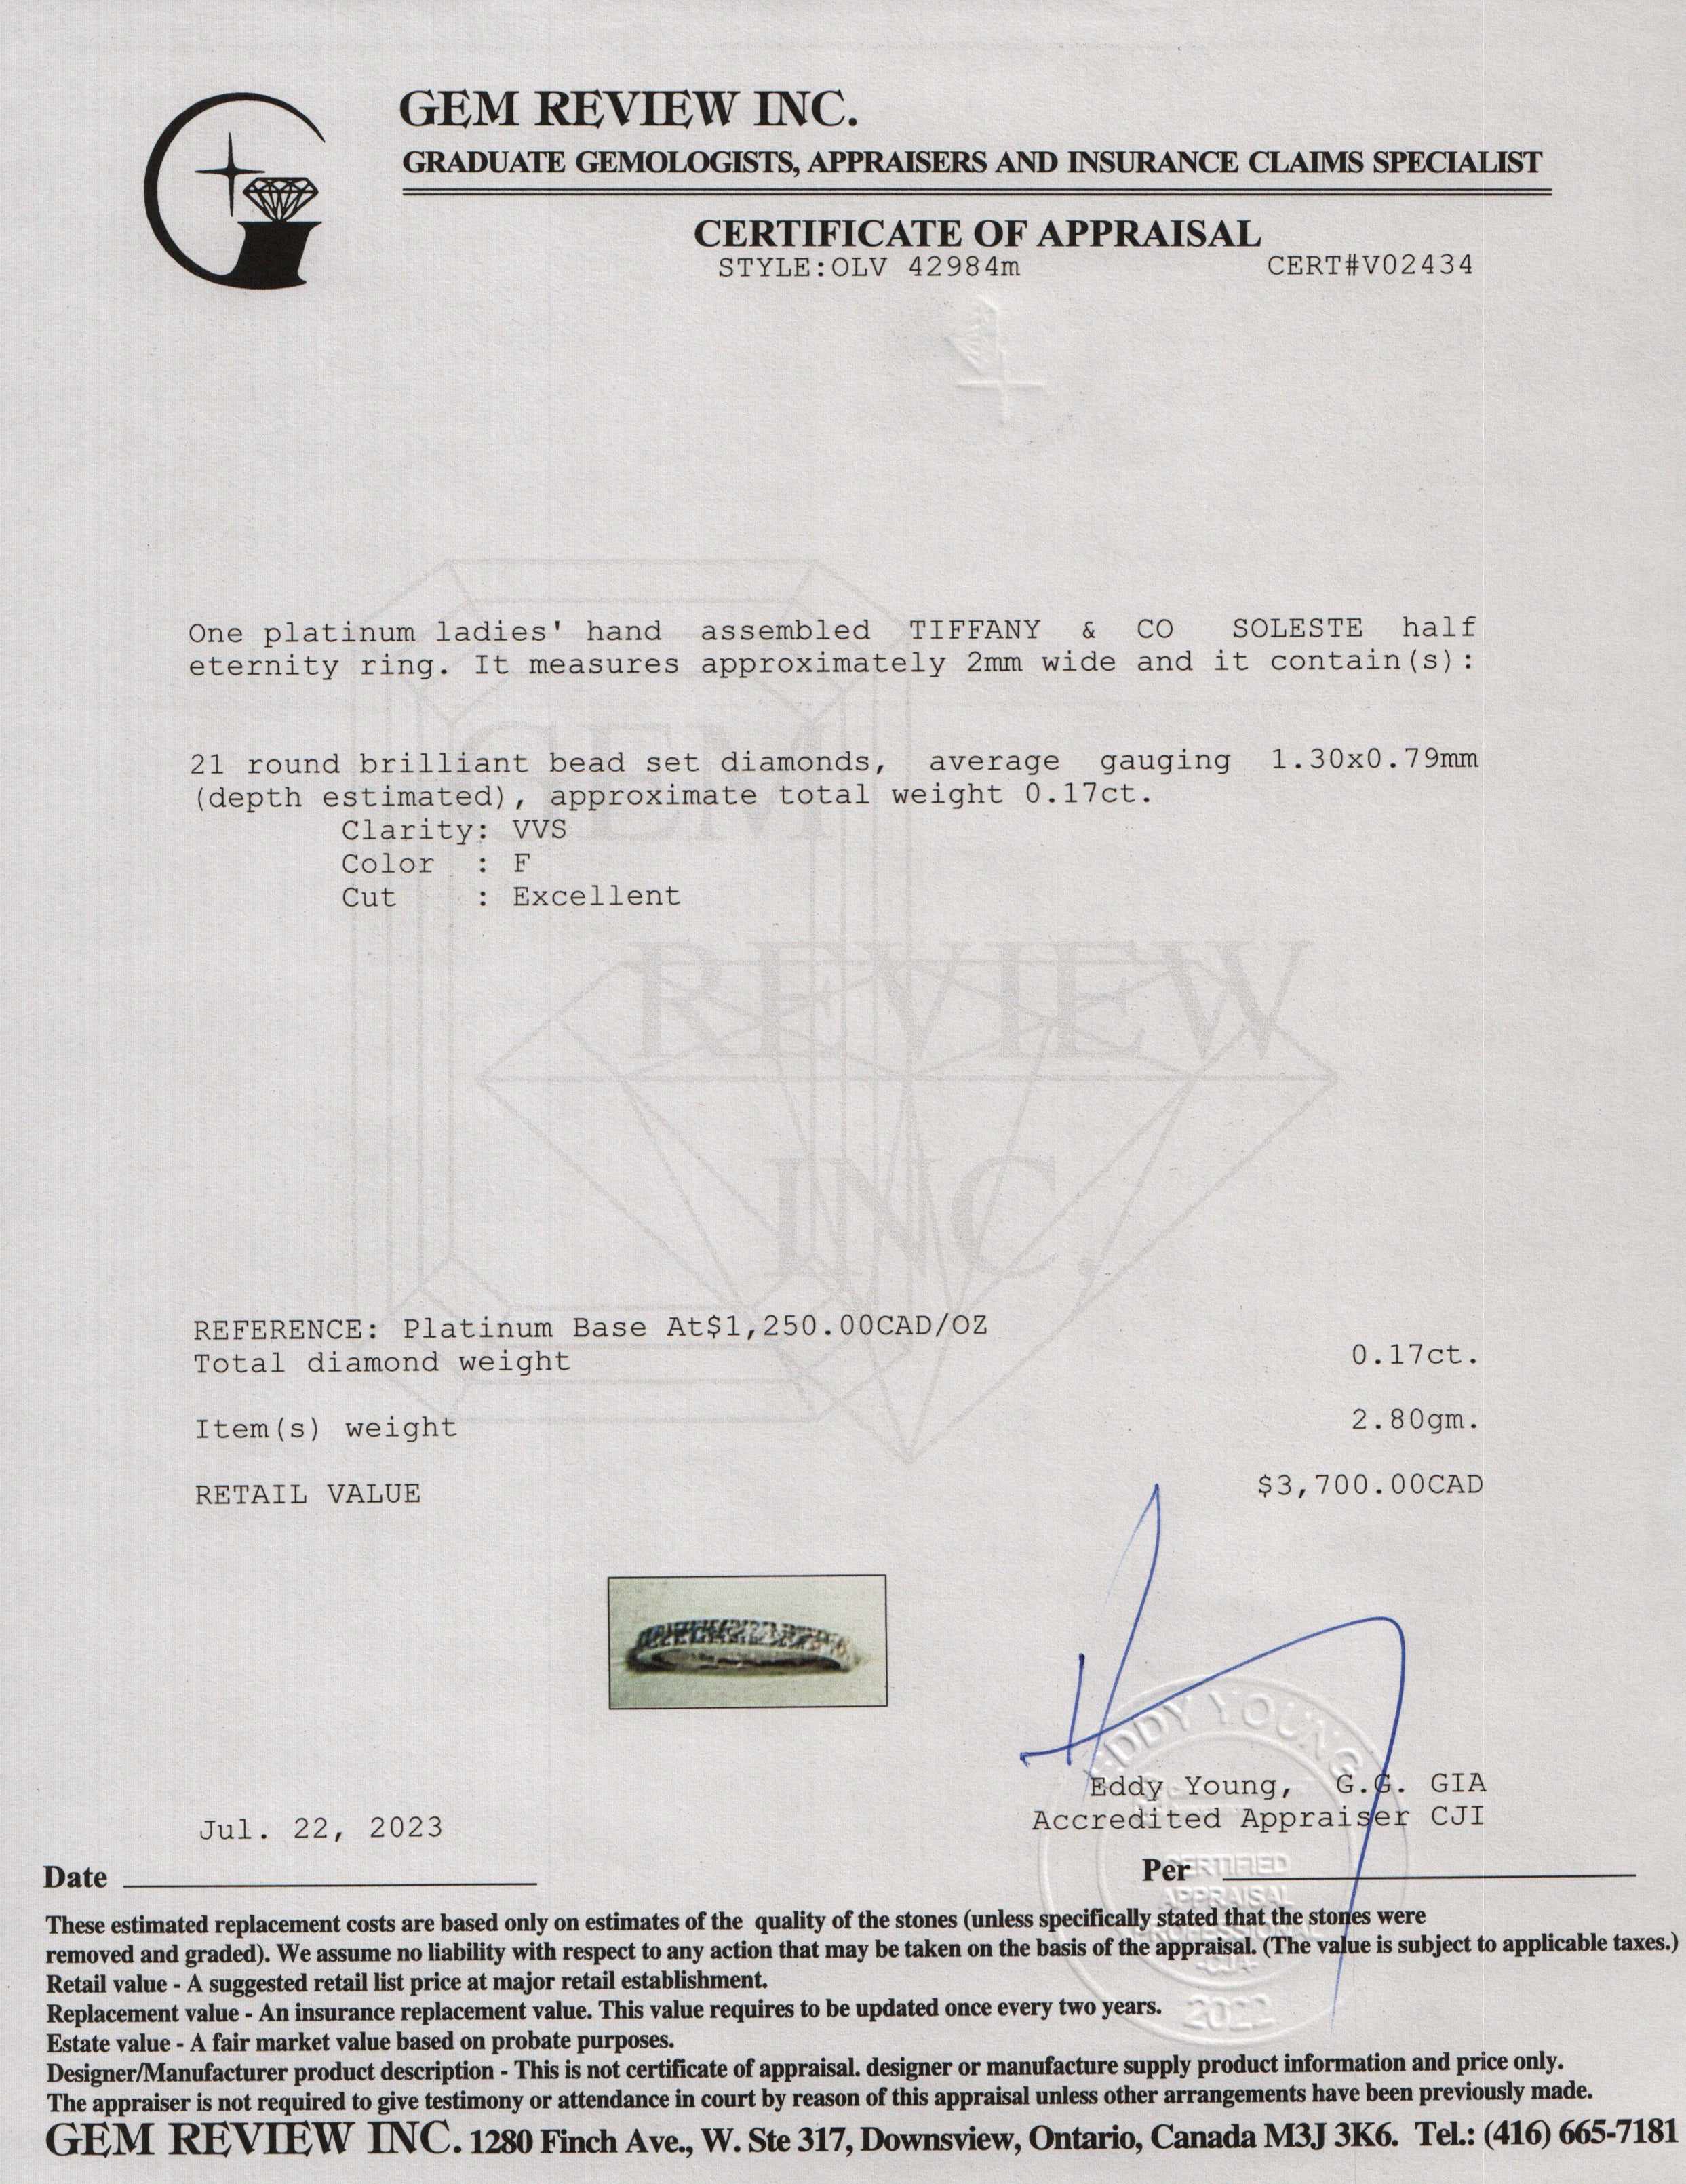 GEM REVIEW INC.
GRADUATE GEMOLOGISTS, APPRAISERS AND INSURANCE CLAIMS SPECIALIST
CERTIFICATE OF APPRAISAL
STYLE:OLV 42984m CERT#V02434
One platinum ladies' hand assembled TIFFANY & CO SOLESTE half
eternity ring. It measures approximately 2mm wide and it contain(s):
21 round brilliant bead set diamonds, average gauging 1.30x0.79mm
(depth estimated), approximate total weight 0.17ct.
Clarity: VVS
Color : F
Cut : Excellent
GEM
REVIEW
INC.
REFERENCE: Platinum Base At$1,250.00CAD/OZ
Total diamond weight 0.17ct.
Item(s) weight 2.80gm.
RETAIL VALUE $3,700.00CAD
EDDY YOUNG
Eddy Young, G.G. GIA
Accredited Appraiser CJI
Jul. 22, 2023
Date
Per
CERTIFIED
APPRAISAL
PROFESSIONAL
2022
These estimated replacement costs are based only on estimates of the quality of the stones (unless specifically stated that the stones were
removed and graded). We assume no liability with respect to any action that may be taken on the basis of the appraisal. (The value is subject to applicable taxes.)
Retail value - A suggested retail list price at major retail establishment.
Replacement value - An insurance replacement value. This value requires to be updated once every two years.
Estate value - A fair market value based on probate purposes.
Designer/Manufacturer product description - This is not certificate of appraisal. designer or manufacture supply product information and price only.
The appraiser is not required to give testimony or attendance in court by reason of this appraisal unless other arrangements have been previously made.
GEM REVIEW INC. 1280 Finch Ave., W. Ste 317, Downsview, Ontario, Canada M3J 3K6. Tel.: (416) 665-7181